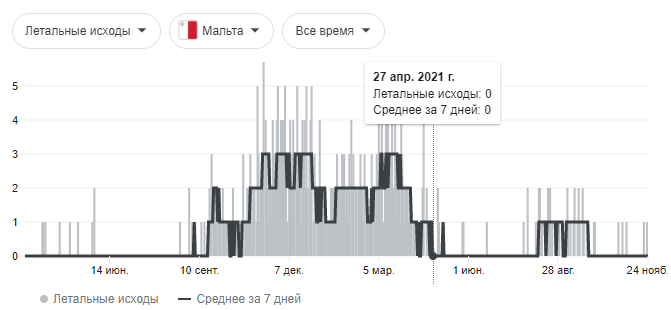 Летальные исходы
Мальта
Все время
27 апр. 2021 г.
Летальные исходы: 0
Среднее за 7 дней: 0
5
4
3
2
1
0
14 июн.
10 сент.
7 дек.
5 мар.
1 июн.
28 авг.
24 нояб.
Летальные исходы
Среднее за 7 дней